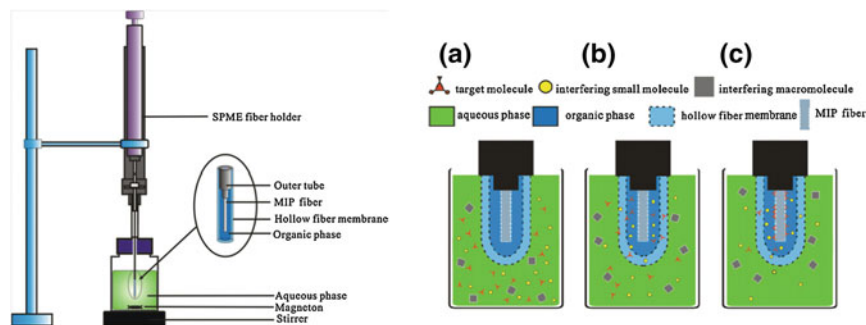 SPME fiber holder
Outer tube
MIP fiber
Hollow fiber membrane
Organic phase
Aqueous phase
Magneton
Stirrer
(a) (b) (c)
target molecule interfering small molecule interfering macromolecule
aqueous phase organic phase hollow fiber membrane MIP fiber